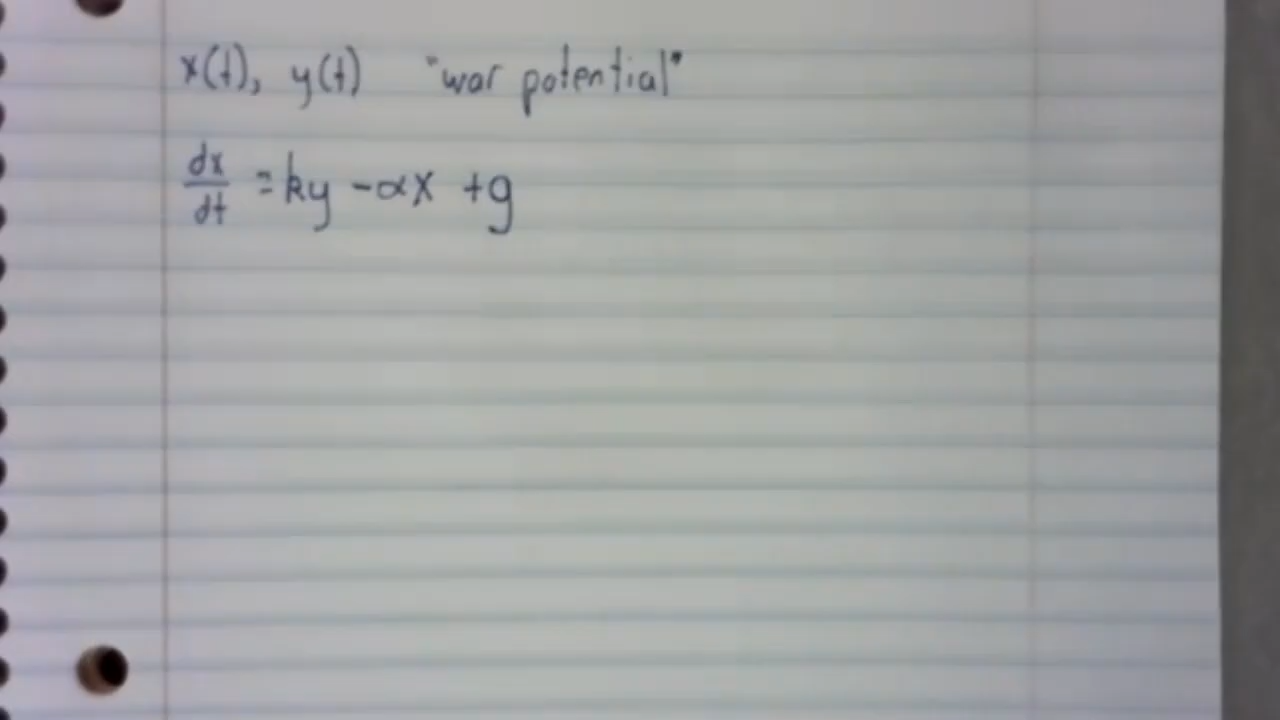 x(t), y(t) "war potential"
dx/dt = ky - αx + g